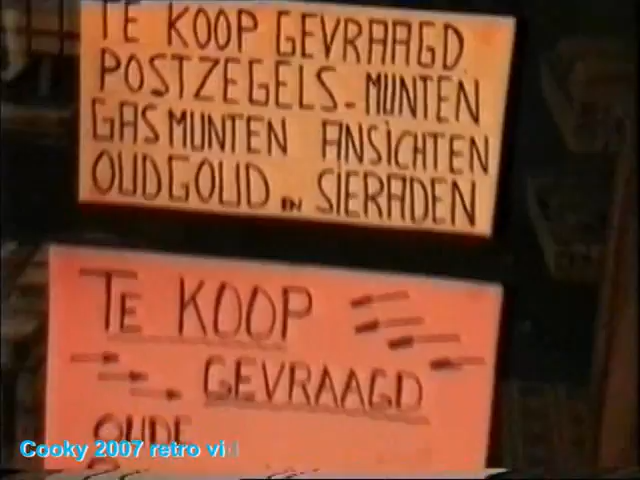 TE KOOP GEVRAAGD
POSTZEGELS - MUNTEN
GASMUNTEN ANSICHTEN
OUDGOUD EN SIERADEN
TE KOOP
GEVRAAGD
OUDE
Cooky 2007 retro vi